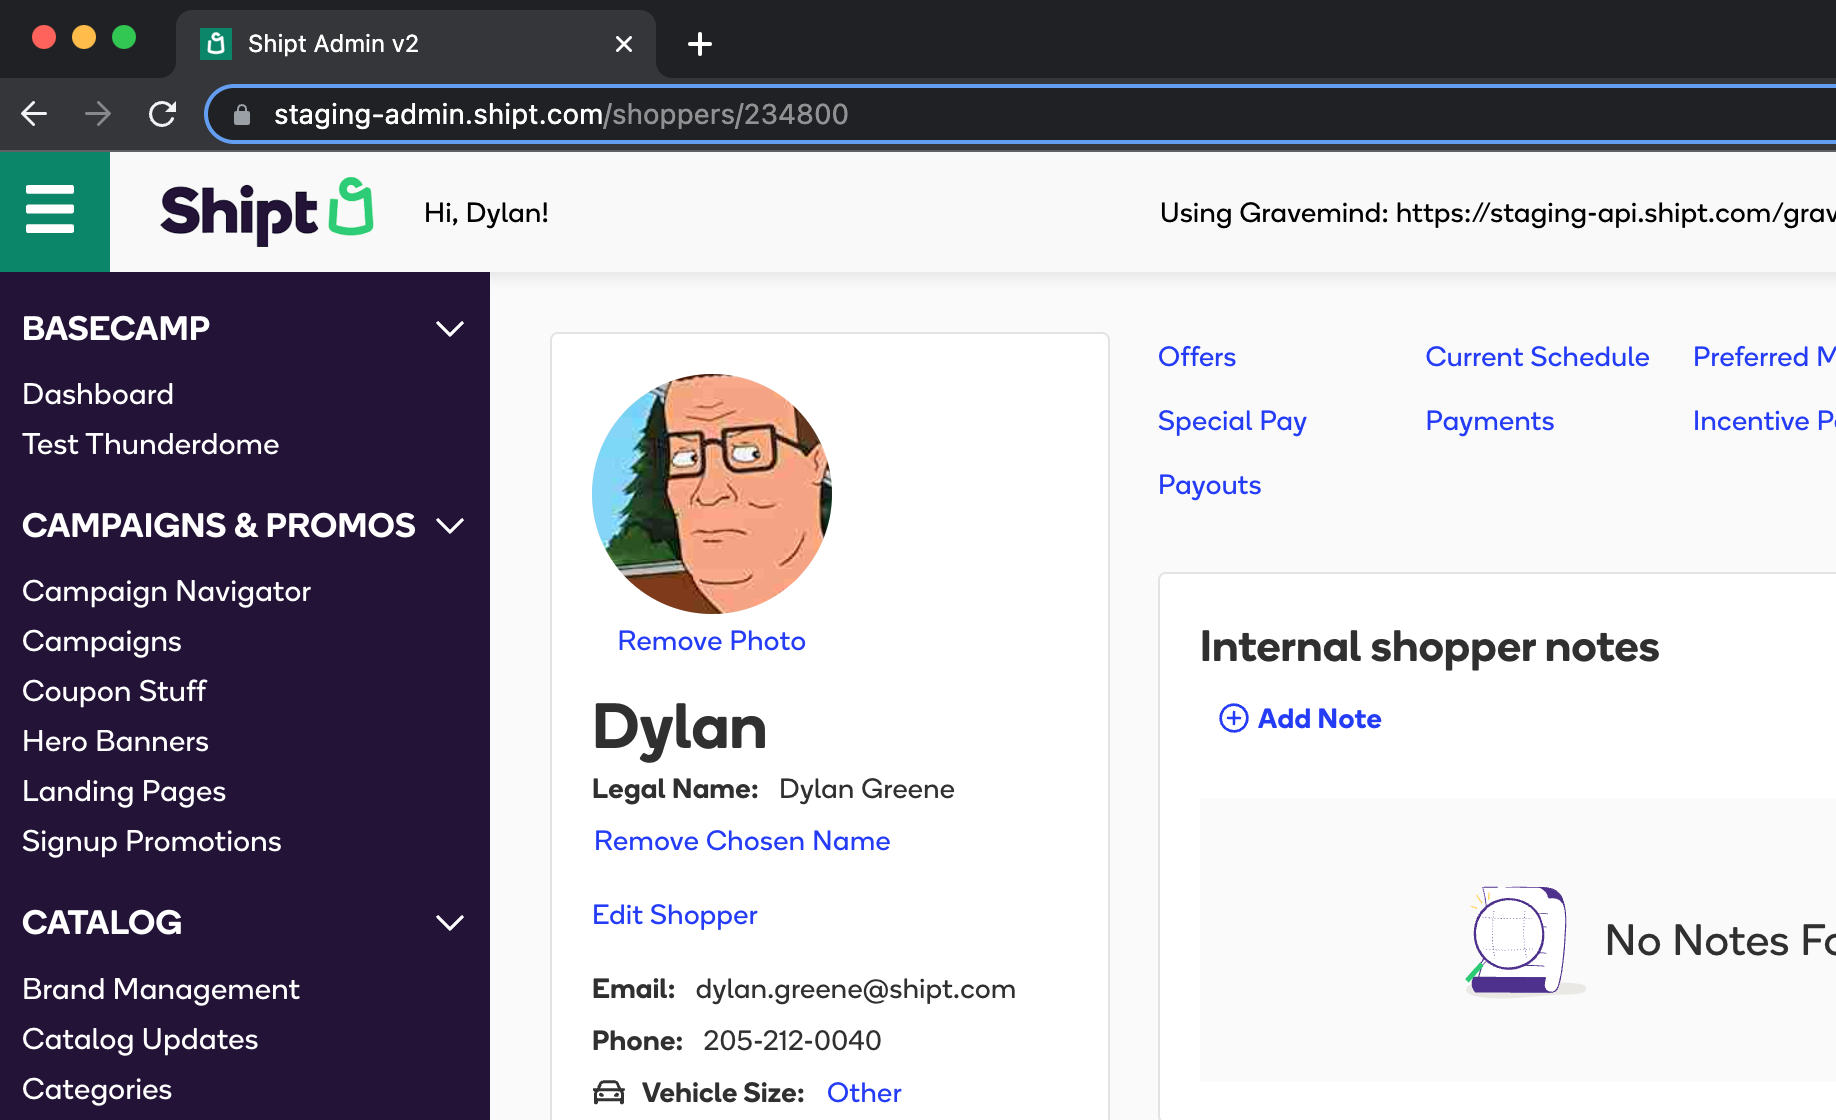 Shipt Admin v2
staging-admin.shipt.com/shoppers/234800
Shipt
Hi, Dylan!
Using Gravemind: https://staging-api.shipt.com/grav
BASECAMP
Dashboard
Test Thunderdome
CAMPAIGNS & PROMOS
Campaign Navigator
Campaigns
Coupon Stuff
Hero Banners
Landing Pages
Signup Promotions
CATALOG
Brand Management
Catalog Updates
Categories
Remove Photo
Dylan
Legal Name: Dylan Greene
Remove Chosen Name
Edit Shopper
Email: dylan.greene@shipt.com
Phone: 205-212-0040
Vehicle Size: Other
Offers Current Schedule Preferred M
Special Pay Payments Incentive P
Payouts
Internal shopper notes
Add Note
No Notes Fo